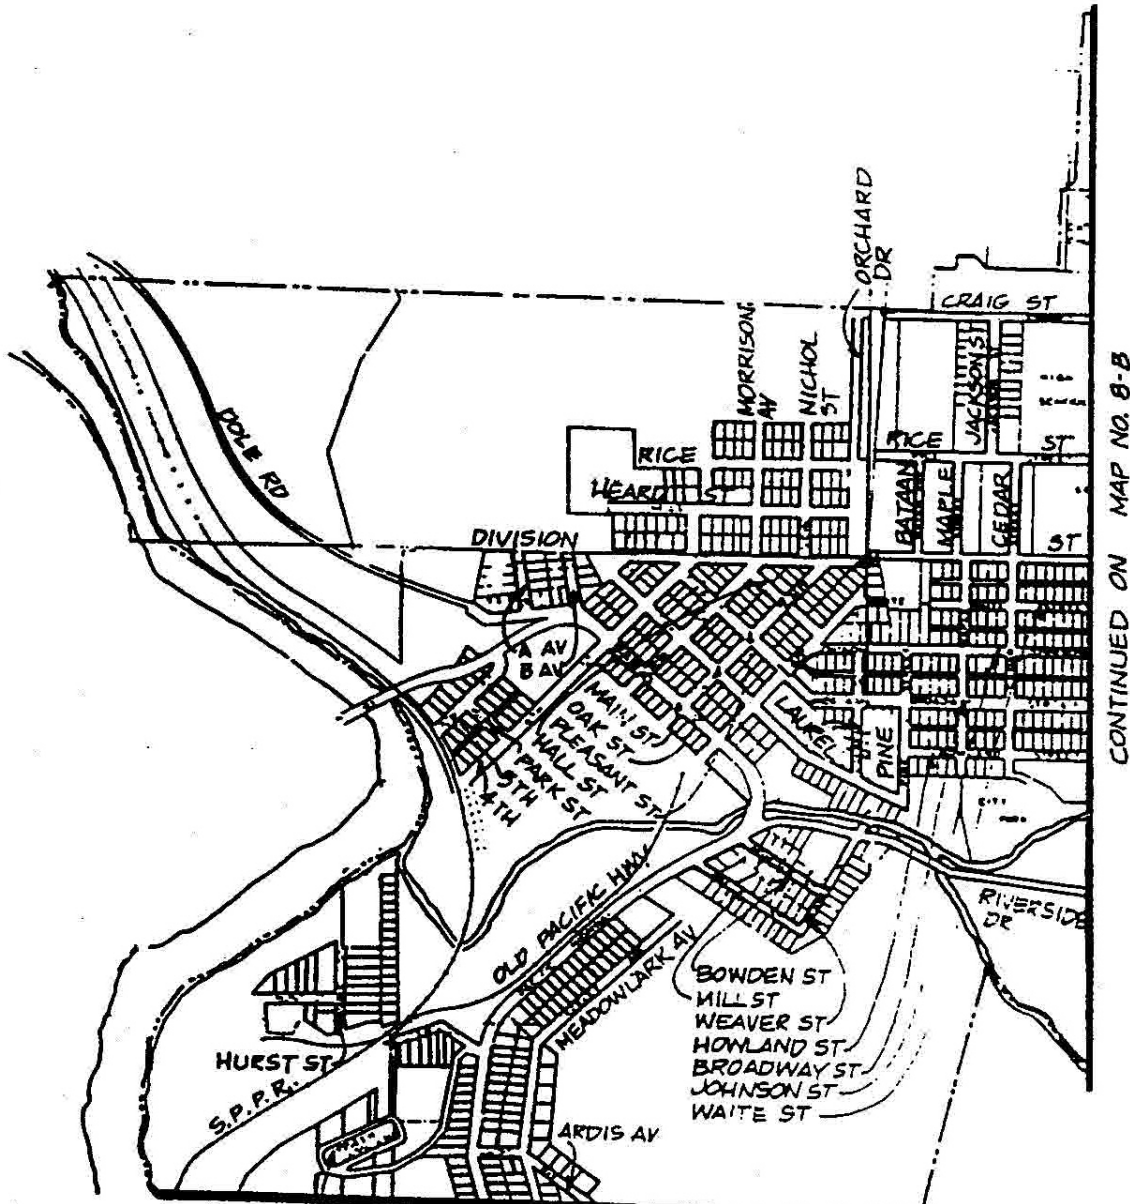 ORCHARD
DR
CRAIG ST
MORRISON
AV
NICHOL
ST
JACKSON ST
RICE
ST
DOLE RD
RICE
HEARD ST
BATAAN
MAPLE
CEDAR
DIVISION
ST
A AV
B AV
MAIN ST
OAK ST
PLEASANT ST
HALL ST
PARK ST
5TH
4TH
LAUREL
PINE
CITY
OLD PACIFIC HWY
MEADOWLARK AV
RIVERSIDE
DR
BOWDEN ST
MILL ST
WEAVER ST
HOWLAND ST
BROADWAY ST
JOHNSON ST
WAITE ST
HURST ST
S.P.P.R.
ARDIS AV
CONTINUED ON MAP NO. 8-B